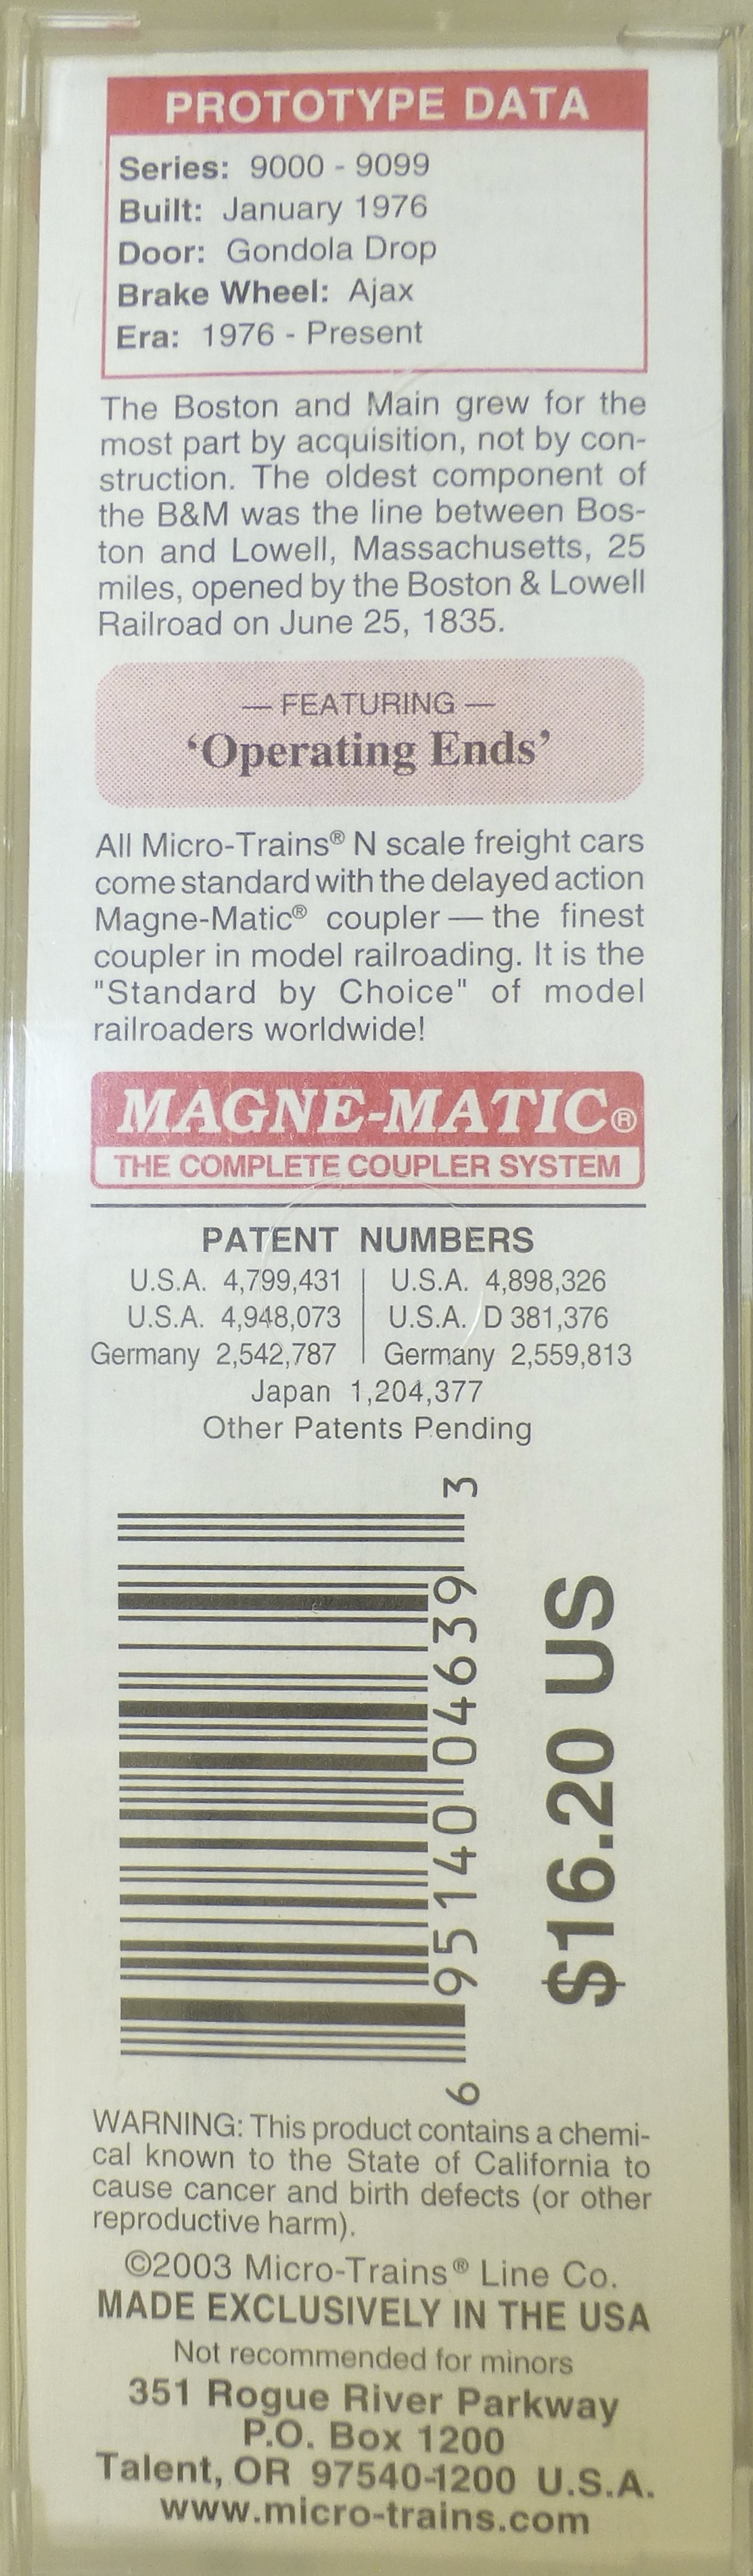 PROTOTYPE DATA
Series: 9000 - 9099
Built: January 1976
Door: Gondola Drop
Brake Wheel: Ajax
Era: 1976 - Present
The Boston and Main grew for the
most part by acquisition, not by con-
struction. The oldest component of
the B&M was the line between Bos-
ton and Lowell, Massachusetts, 25
miles, opened by the Boston & Lowell
Railroad on June 25, 1835.
— FEATURING —
‘Operating Ends’
All Micro-Trains® N scale freight cars
come standard with the delayed action
Magne-Matic® coupler — the finest
coupler in model railroading. It is the
"Standard by Choice" of model
railroaders worldwide!
MAGNE-MATIC®
THE COMPLETE COUPLER SYSTEM
PATENT NUMBERS
U.S.A. 4,799,431 | U.S.A. 4,898,326
U.S.A. 4,948,073 | U.S.A. D 381,376
Germany 2,542,787 | Germany 2,559,813
Japan 1,204,377
Other Patents Pending
6 95140 04639 3
$16.20 US
WARNING: This product contains a chemi-
cal known to the State of California to
cause cancer and birth defects (or other
reproductive harm).
©2003 Micro-Trains® Line Co.
MADE EXCLUSIVELY IN THE USA
Not recommended for minors
351 Rogue River Parkway
P.O. Box 1200
Talent, OR 97540-1200 U.S.A.
www.micro-trains.com